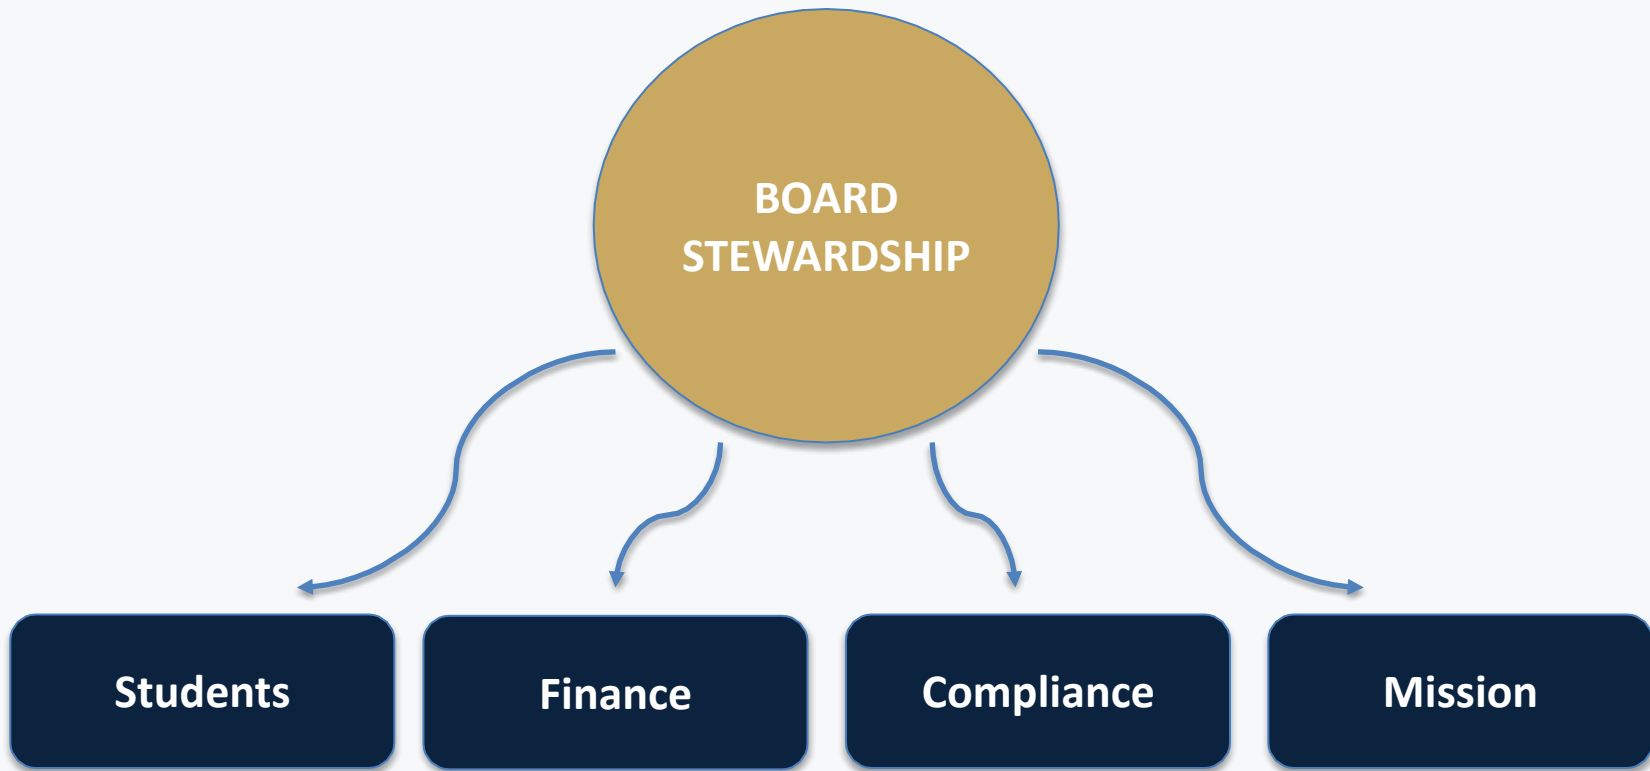 BOARD
STEWARDSHIP
Students
Finance
Compliance
Mission